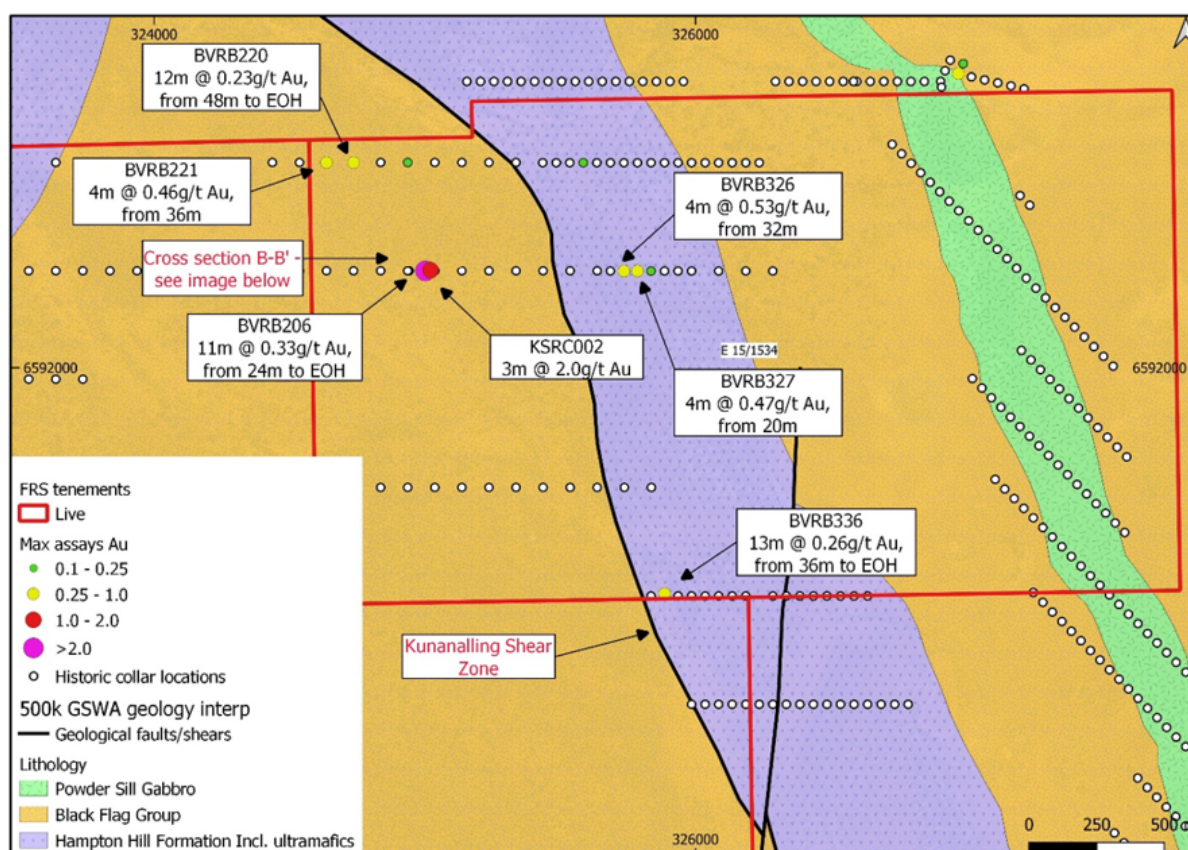 324000
326000
BVRB220
12m @ 0.23g/t Au,
from 48m to EOH
BVRB221
4m @ 0.46g/t Au,
from 36m
BVRB326
4m @ 0.53g/t Au,
from 32m
Cross section B-B' -
see image below
BVRB206
11m @ 0.33g/t Au,
from 24m to EOH
KSRC002
3m @ 2.0g/t Au
E 15/1534
6592000
6592000
BVRB327
4m @ 0.47g/t Au,
from 20m
BVRB336
13m @ 0.26g/t Au,
from 36m to EOH
Kunanalling Shear
Zone
FRS tenements
Live
Max assays Au
0.1 - 0.25
0.25 - 1.0
1.0 - 2.0
>2.0
Historic collar locations
500k GSWA geology interp
Geological faults/shears
Lithology
Powder Sill Gabbro
Black Flag Group
Hampton Hill Formation Incl. ultramafics
326000
0 250 500